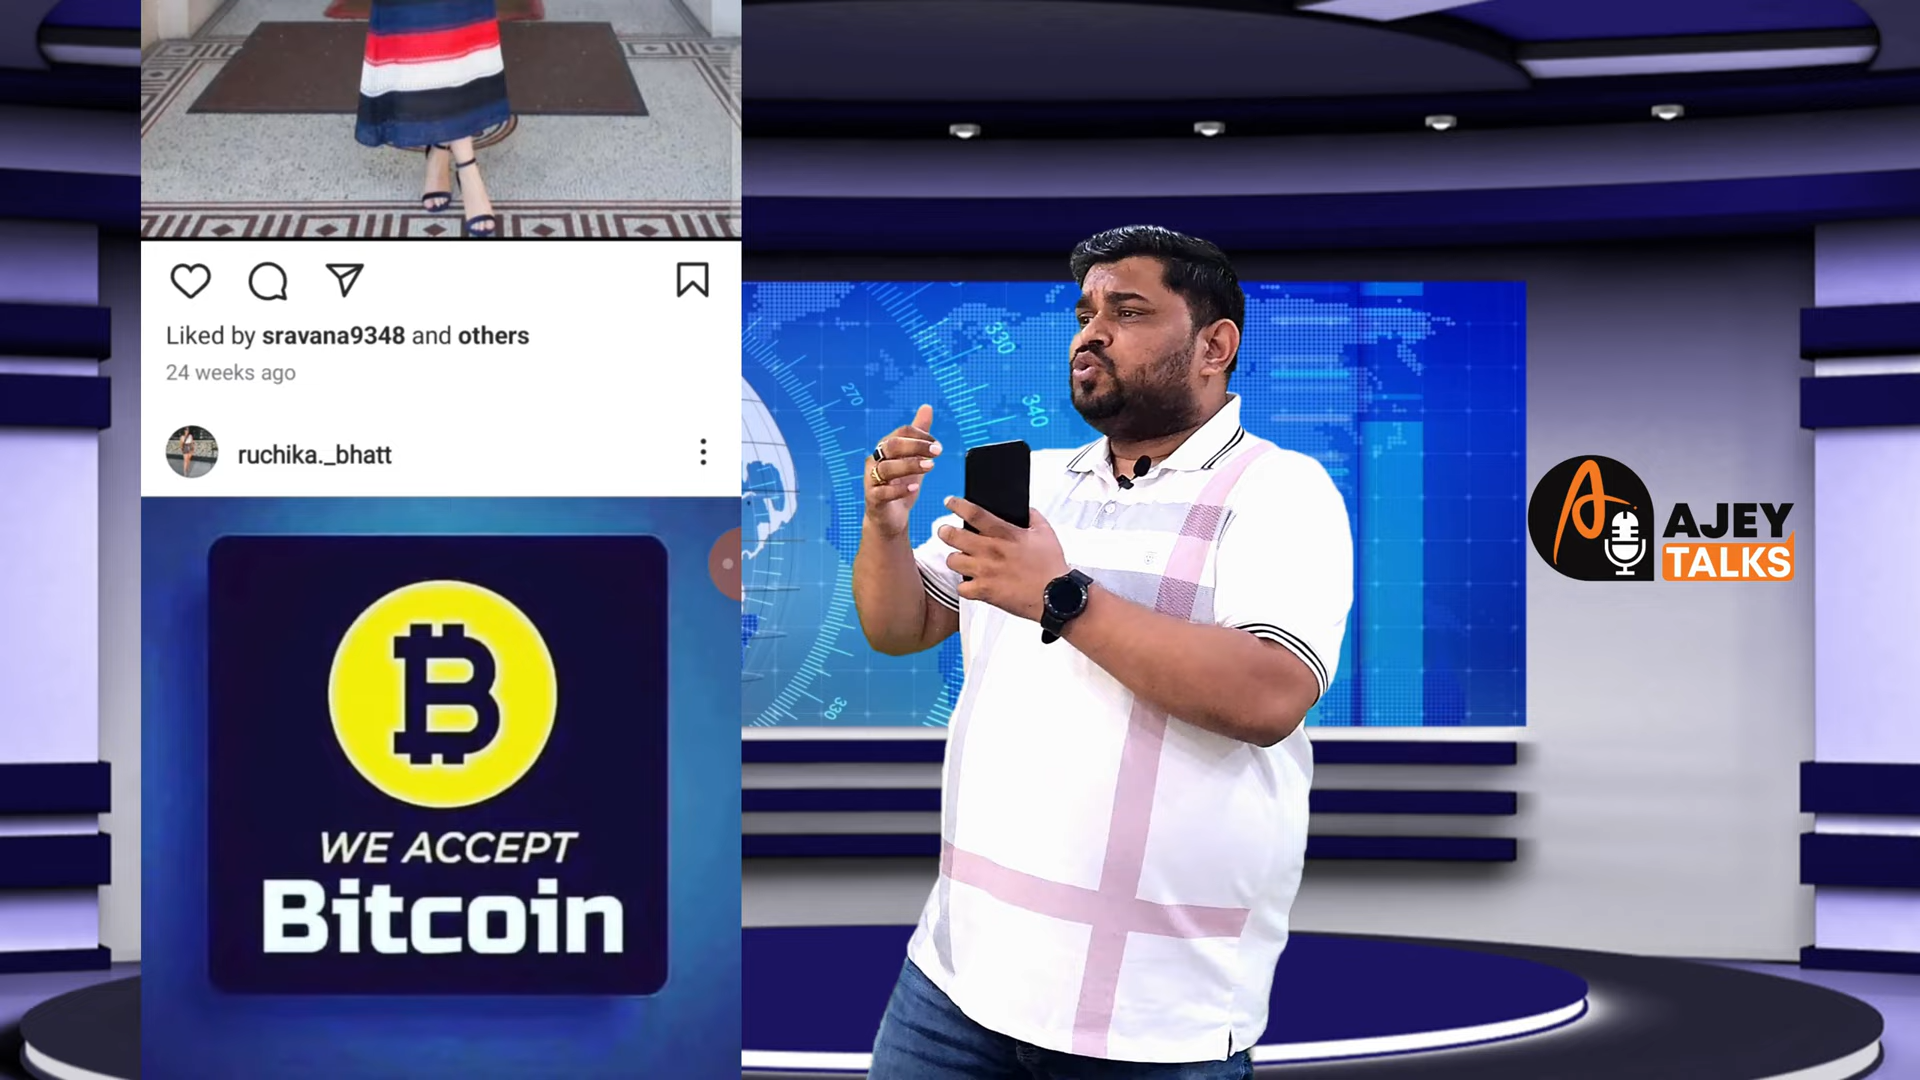 Liked by sravana9348 and others
24 weeks ago
ruchika._bhatt
B
WE ACCEPT
Bitcoin
330
270
340
330
AJEY
TALKS